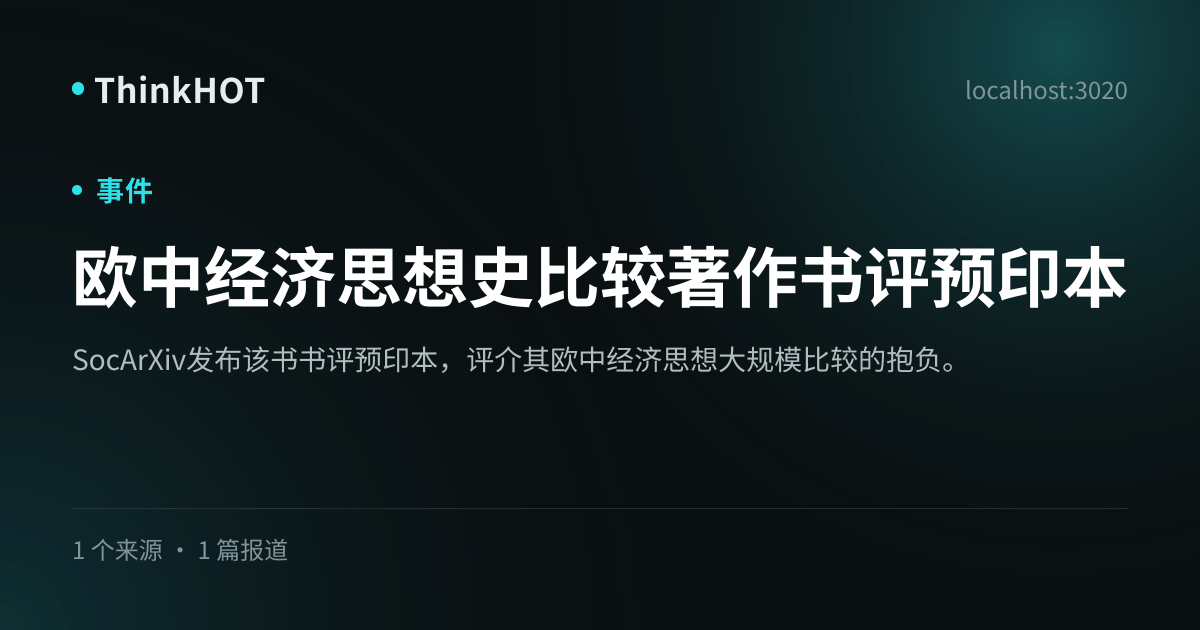 ThinkHOT
localhost:3020
事件
欧中经济思想史比较著作书评预印本
SocArXiv发布该书书评预印本，评介其欧中经济思想大规模比较的抱负。
1 个来源 · 1 篇报道